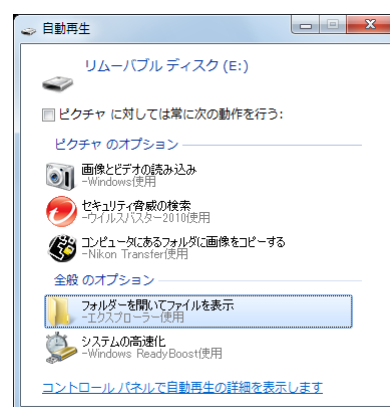 自動再生
リムーバブル ディスク (E:)
ピクチャ に対しては常に次の動作を行う:
ピクチャ のオプション
画像とビデオの読み込み
-Windows使用
セキュリティ脅威の検索
-ウイルスバスター2010使用
コンピュータにあるフォルダに画像をコピーする
-Nikon Transfer使用
全般 のオプション
フォルダーを開いてファイルを表示
-エクスプローラー使用
システムの高速化
-Windows ReadyBoost使用
コントロール パネルで自動再生の詳細を表示します